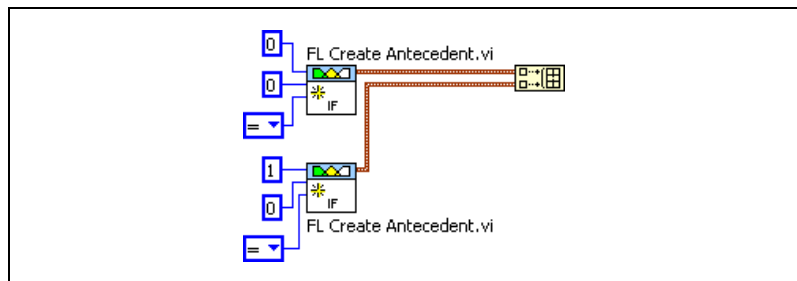 0
FL Create Antecedent.vi
0
IF
=
1
0
IF
FL Create Antecedent.vi
=